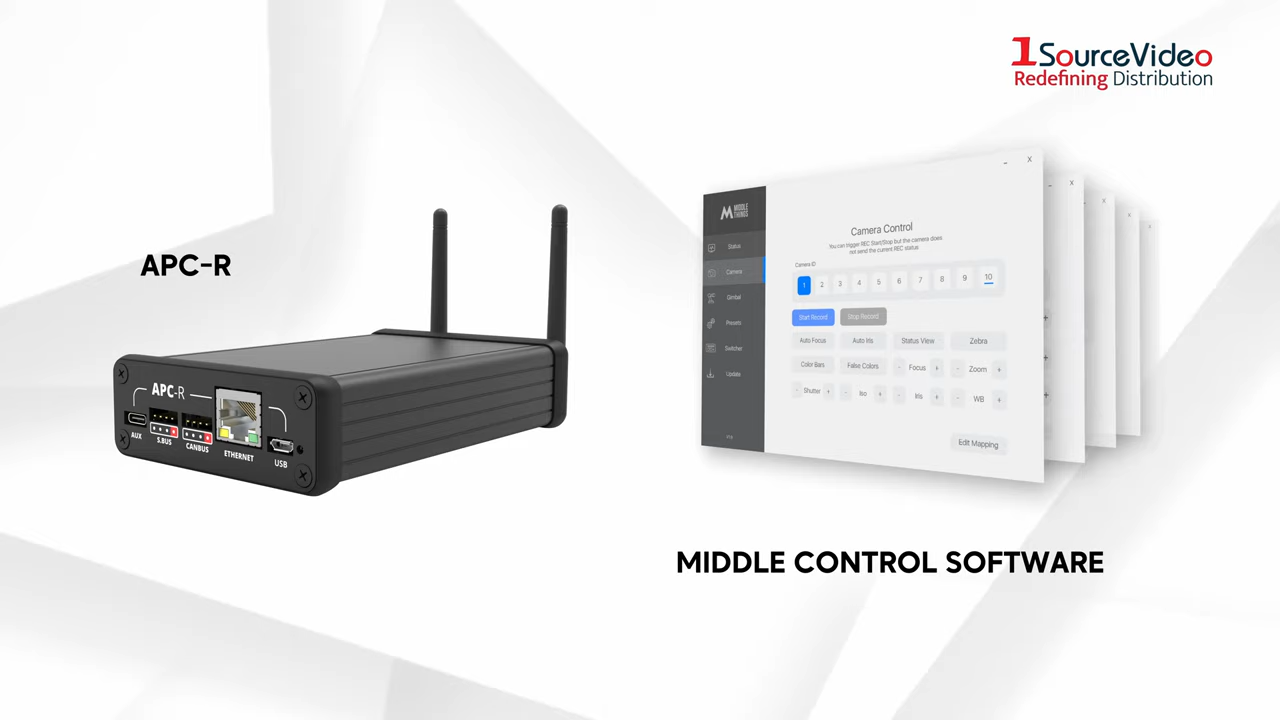 1SourceVideo
Redefining Distribution
APC-R
APC-R
AUX
S.BUS
CANBUS
ETHERNET
USB
MIDDLE THINGS
Status
Camera
Gimbal
Presets
Switcher
Update
- X
Camera Control
You can trigger REC Start/Stop but the camera does
not send the current REC status
Camera ID
1 2 3 4 5 6 7 8 9 10
Start Record Stop Record
Auto Focus Auto Iris Status View Zebra
Color Bars False Colors - Focus + - Zoom +
- Shutter + - Iso + - Iris + - WB +
Edit Mapping
MIDDLE CONTROL SOFTWARE